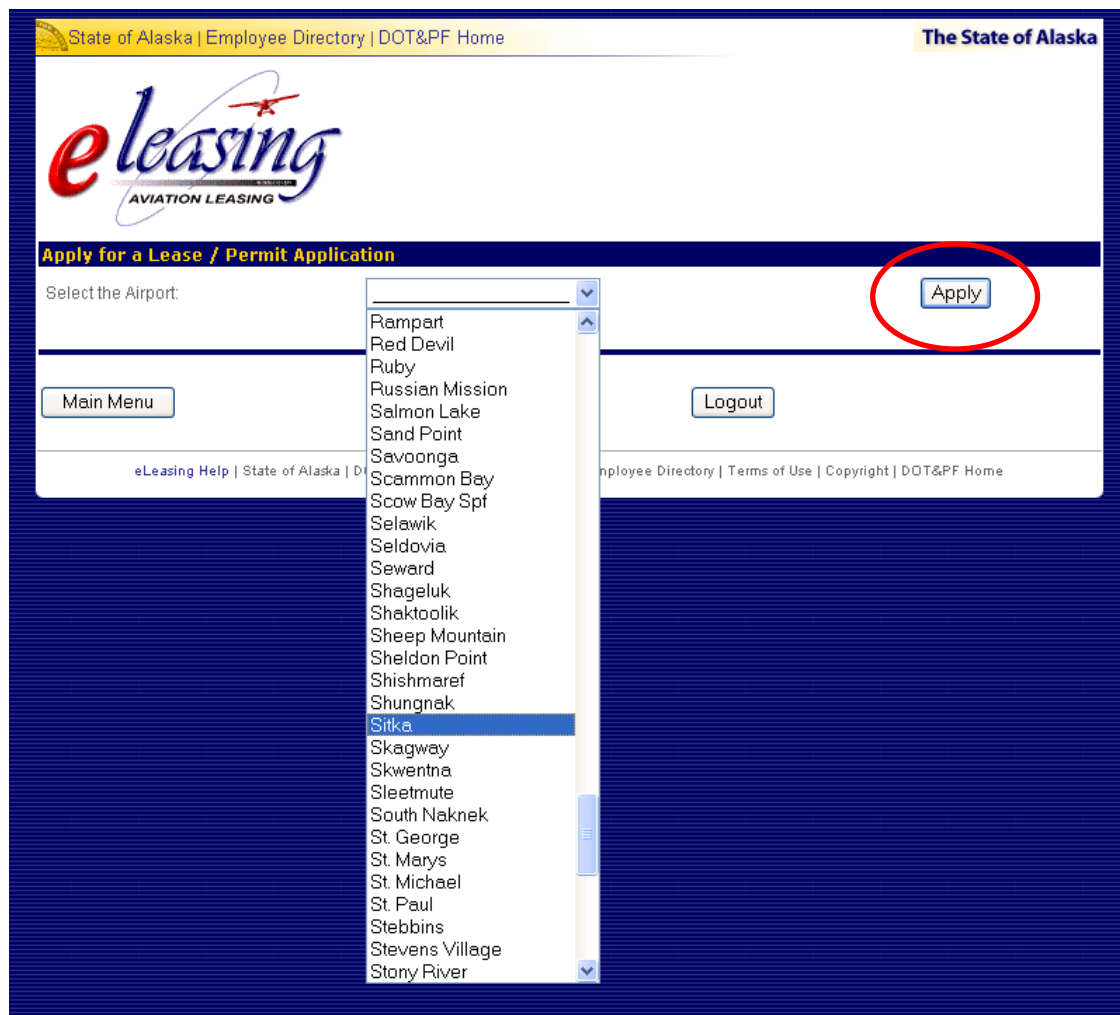 State of Alaska | Employee Directory | DOT&PF Home
The State of Alaska
eleasing
AVIATION LEASING
Apply for a Lease / Permit Application
Select the Airport:
Apply
Rampart
Red Devil
Ruby
Russian Mission
Salmon Lake
Sand Point
Savoonga
Scammon Bay
Scow Bay Spf
Selawik
Seldovia
Seward
Shageluk
Shaktoolik
Sheep Mountain
Sheldon Point
Shishmaref
Shungnak
Sitka
Skagway
Skwentna
Sleetmute
South Naknek
St. George
St. Marys
St. Michael
St. Paul
Stebbins
Stevens Village
Stony River
Main Menu
Logout
eLeasing Help | State of Alaska | Employee Directory | Terms of Use | Copyright | DOT&PF Home